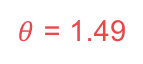 θ = 1.49